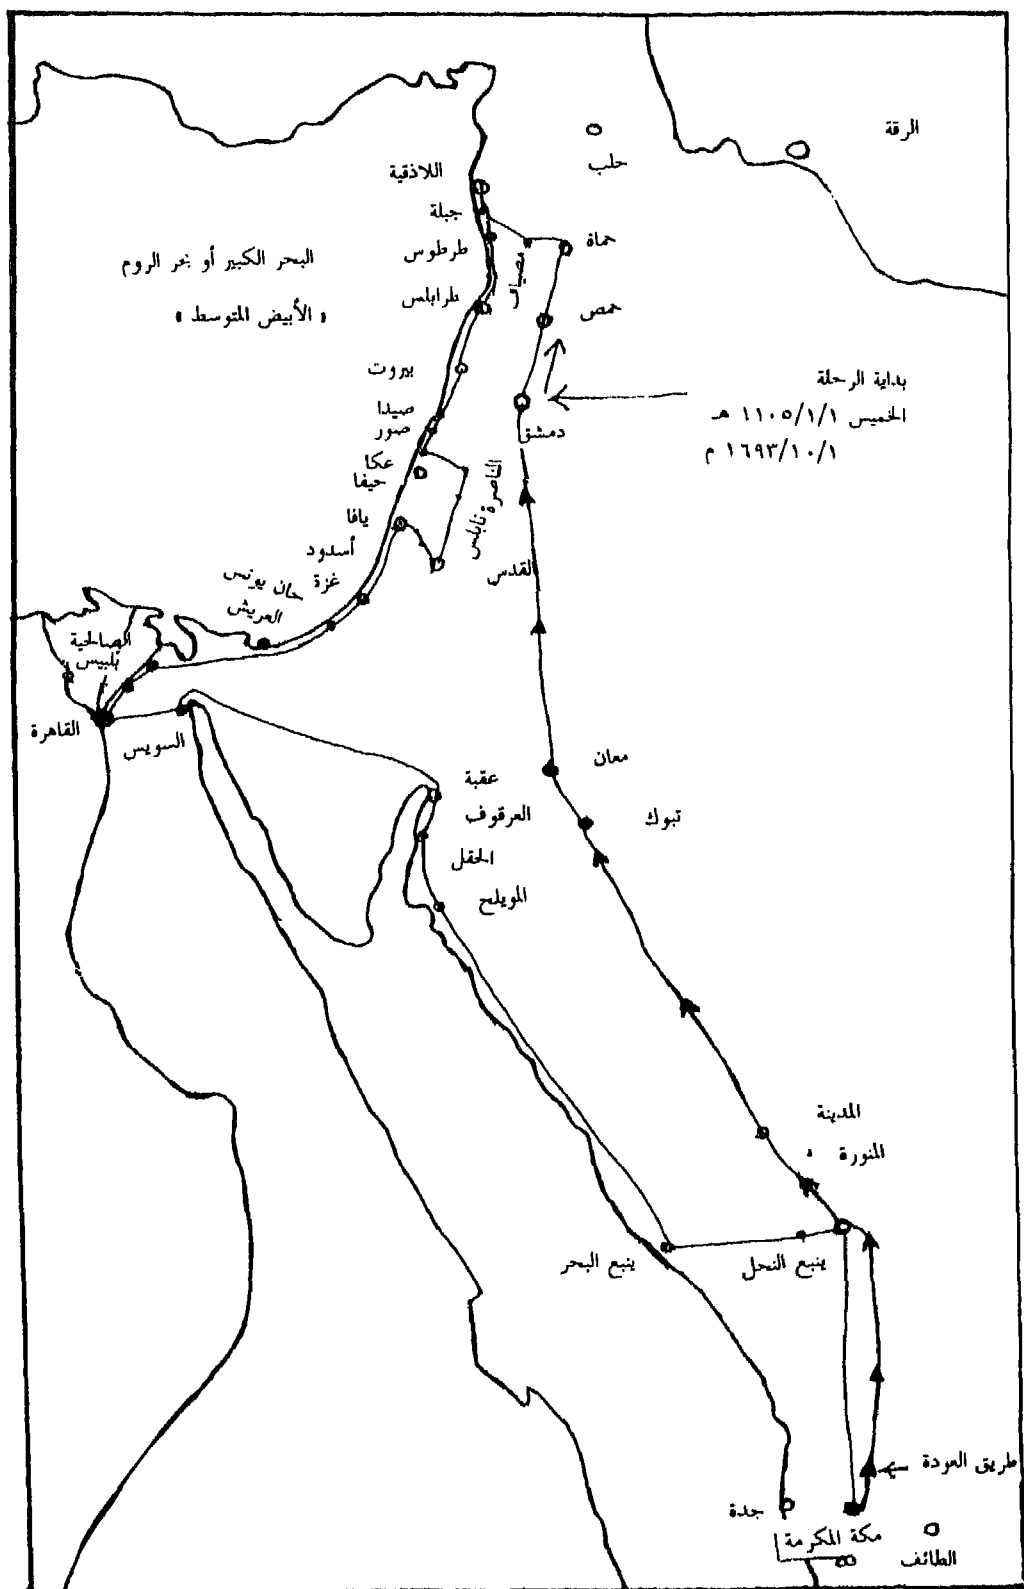 الرقة
حلب
اللاذقية
جبلة
طرطوس
حماة
مصياف
البحر الكبير أو بحر الروم
« الأبيض المتوسط »
طرابلس
حمص
بيروت
بداية الرحلة
الخميس ١١٠٥/١/١ هـ
١٦٩٣/١٠/١ م
صيدا
صور
دمشق
عكا
حيفا
الناصرة
نابلس
يافا
أسدود
القدس
غزة
خان يونس
العريش
الصالحية
بلبيس
القاهرة
السويس
معان
عقبة
تبوك
العرقوف
الحقل
المويلح
المدينة
المنورة
ينبع البحر
ينبع النحل
طريق العودة
جدة
مكة المكرمة
الطائف